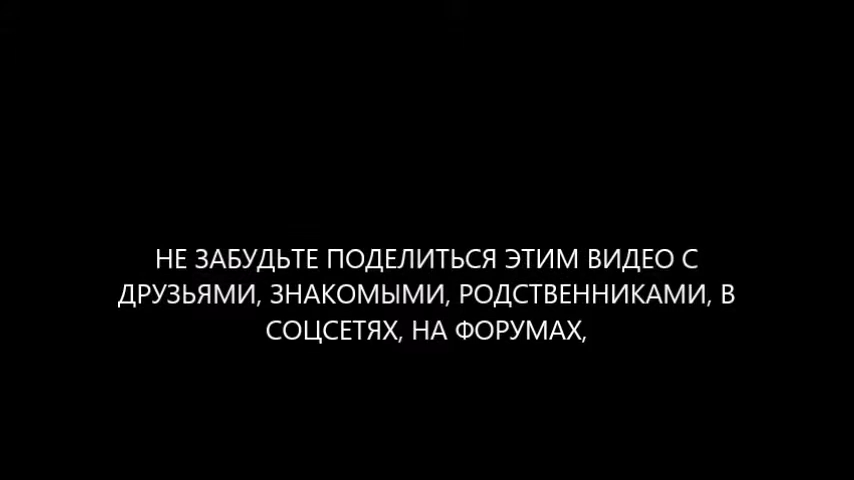 НЕ ЗАБУДЬТЕ ПОДЕЛИТЬСЯ ЭТИМ ВИДЕО С
ДРУЗЬЯМИ, ЗНАКОМЫМИ, РОДСТВЕННИКАМИ, В
СОЦСЕТЯХ, НА ФОРУМАХ,